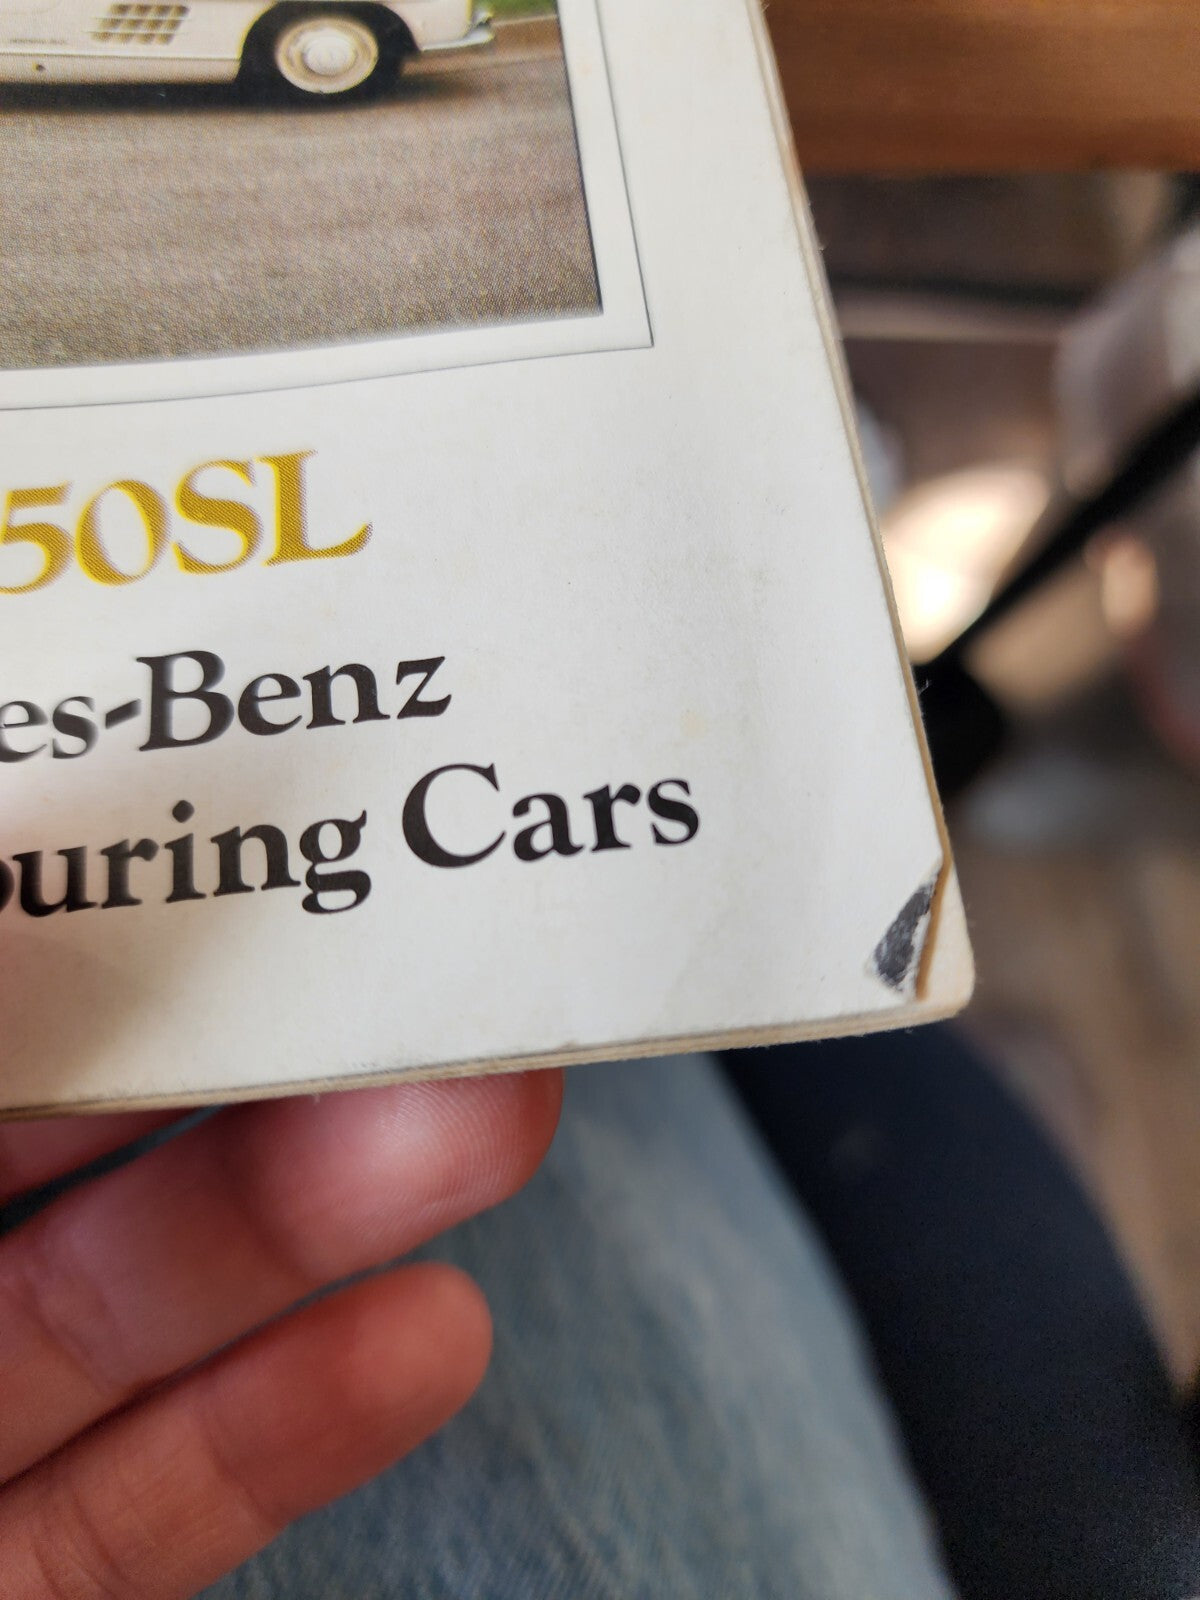 50SL
es-Benz
ouring Cars